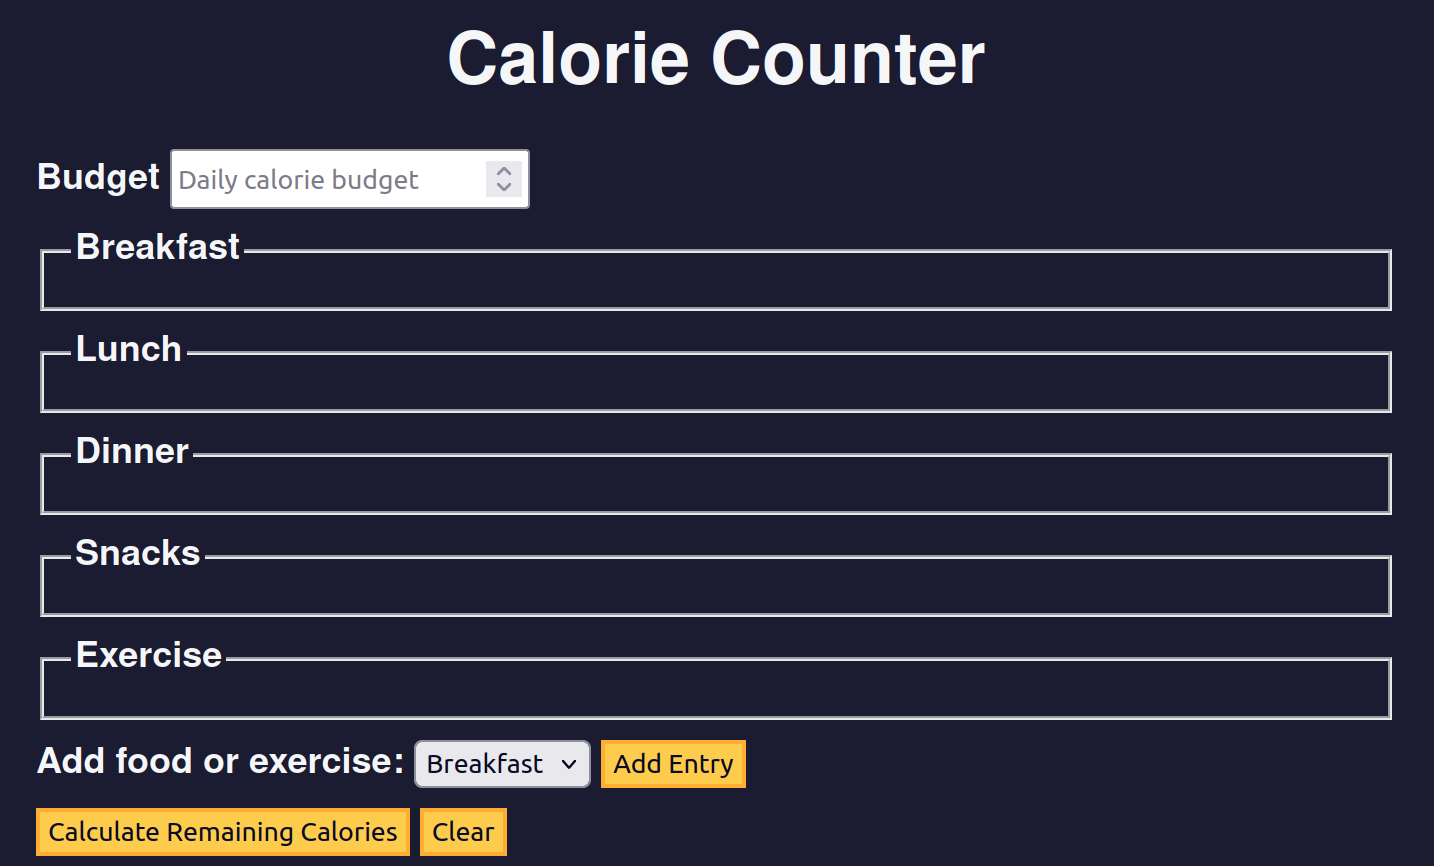 Calorie Counter
Budget Daily calorie budget
Breakfast
Lunch
Dinner
Snacks
Exercise
Add food or exercise: Breakfast Add Entry
Calculate Remaining Calories Clear